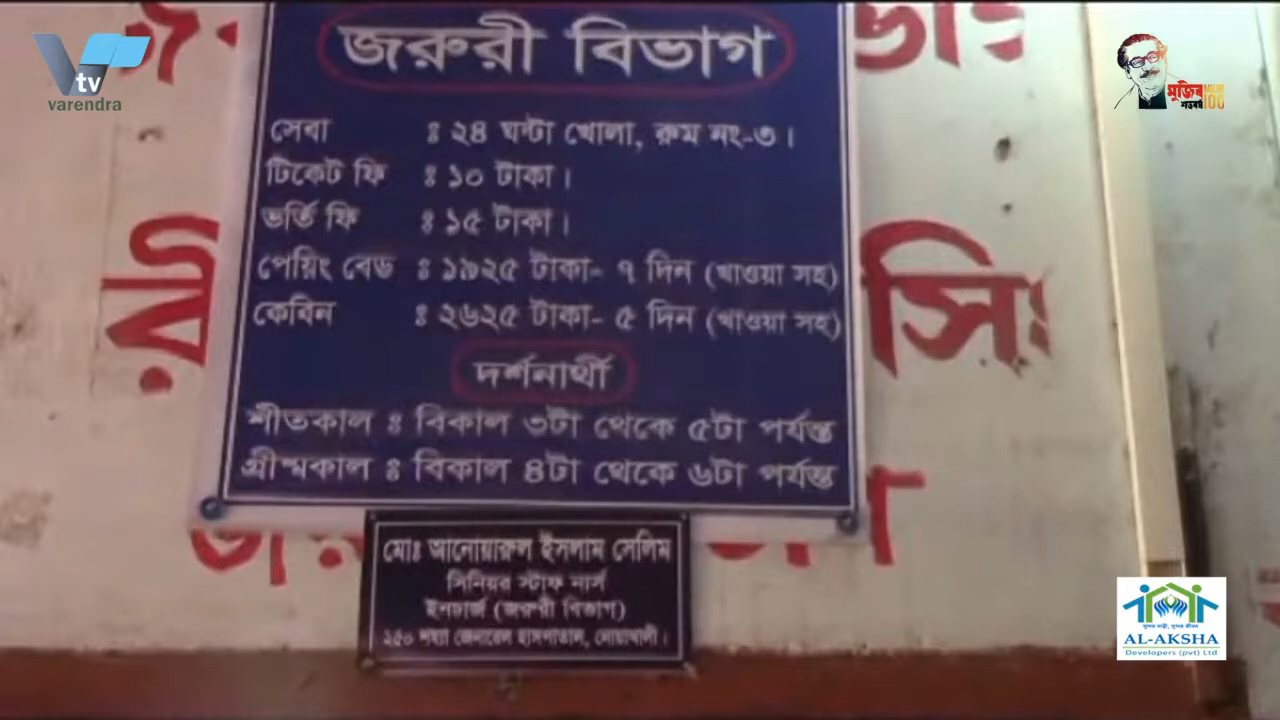 tv
varendra
মুজিব
শতবর্ষ 100
জরুরী বিভাগ
সেবা : ২৪ ঘন্টা খোলা, রুম নং-৩।
টিকেট ফি : ১০ টাকা।
ভর্তি ফি : ১৫ টাকা।
পেয়িং বেড : ১৯২৫ টাকা- ৭ দিন (খাওয়া সহ)
কেবিন : ২৬২৫ টাকা- ৫ দিন (খাওয়া সহ)
দর্শনার্থী
শীতকাল : বিকাল ৩টা থেকে ৫টা পর্যন্ত
গ্রীষ্মকাল : বিকাল ৪টা থেকে ৬টা পর্যন্ত
রী সিং
মোঃ আনোয়ারুল ইসলাম সেলিম
সিনিয়র স্টাফ নার্স
ইনচার্জ (জরুরী বিভাগ)
২৫০ শয্যা জেনারেল হাসপাতাল, নোয়াখালী।
AL-AKSHA
Developers (pvt) Ltd